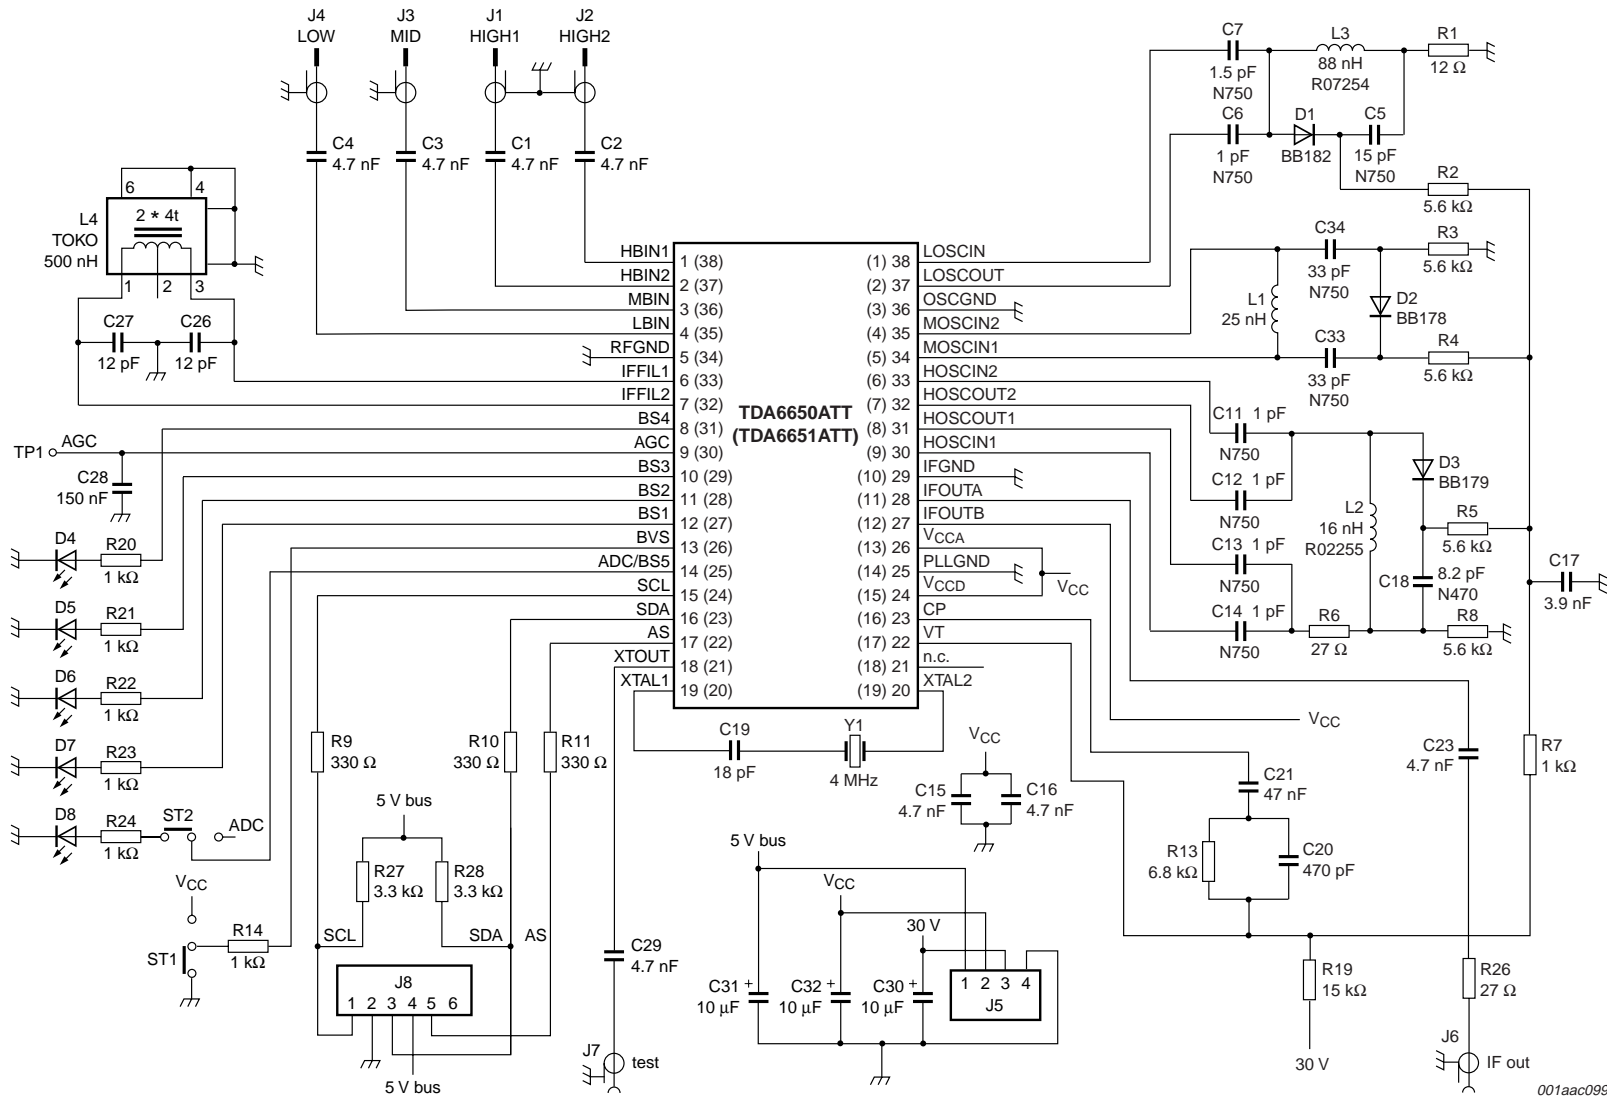 J4 LOW
J3 MID
J1 HIGH1
J2 HIGH2
C4 4.7 nF
C3 4.7 nF
C1 4.7 nF
C2 4.7 nF
C7 1.5 pF N750
L3 88 nH R07254
R1 12 Ω
C6 1 pF N750
D1 BB182
C5 15 pF N750
R2 5.6 kΩ
6 4
2 * 4t
L4 TOKO 500 nH
1 2 3
C27 12 pF
C26 12 pF
C34 33 pF N750
R3 5.6 kΩ
L1 25 nH
D2 BB178
C33 33 pF N750
R4 5.6 kΩ
TDA6650ATT
(TDA6651ATT)
HBIN1 1 (38)
HBIN2 2 (37)
MBIN 3 (36)
LBIN 4 (35)
RFGND 5 (34)
IFFIL1 6 (33)
IFFIL2 7 (32)
BS4 8 (31)
AGC 9 (30)
BS3 10 (29)
BS2 11 (28)
BS1 12 (27)
BVS 13 (26)
ADC/BS5 14 (25)
SCL 15 (24)
SDA 16 (23)
AS 17 (22)
XTOUT 18 (21)
XTAL1 19 (20)
(1) 38 LOSCIN
(2) 37 LOSCOUT
(3) 36 OSCGND
(4) 35 MOSCIN2
(5) 34 MOSCIN1
(6) 33 HOSCIN2
(7) 32 HOSCOUT2
(8) 31 HOSCOUT1
(9) 30 HOSCIN1
(10) 29 IFGND
(11) 28 IFOUTA
(12) 27 IFOUTB
(13) 26 VCCA
(14) 25 PLLGND
(15) 24 VCCD
(16) 23 CP
(17) 22 VT
(18) 21 n.c.
(19) 20 XTAL2
VCC
TP1 AGC
C28 150 nF
C11 1 pF N750
C12 1 pF N750
C13 1 pF N750
C14 1 pF N750
D3 BB179
L2 16 nH R02255
R5 5.6 kΩ
C18 8.2 pF N470
C17 3.9 nF
R6 27 Ω
R8 5.6 kΩ
D4 R20 1 kΩ
D5 R21 1 kΩ
D6 R22 1 kΩ
D7 R23 1 kΩ
D8 R24 1 kΩ
ST2 ADC
VCC
ST1
R14 1 kΩ
R9 330 Ω
R10 330 Ω
R11 330 Ω
5 V bus
R27 3.3 kΩ
R28 3.3 kΩ
SCL SDA AS
J8
1 2 3 4 5 6
5 V bus
C19 18 pF
Y1 4 MHz
VCC
C15 4.7 nF
C16 4.7 nF
VCC
C23 4.7 nF
R7 1 kΩ
C21 47 nF
R13 6.8 kΩ
C20 470 pF
C29 4.7 nF
J7 test
5 V bus
VCC
30 V
C31 + 10 µF
C32 + 10 µF
C30 + 10 µF
1 2 3 4
J5
R19 15 kΩ
30 V
R26 27 Ω
J6 IF out
001aac099